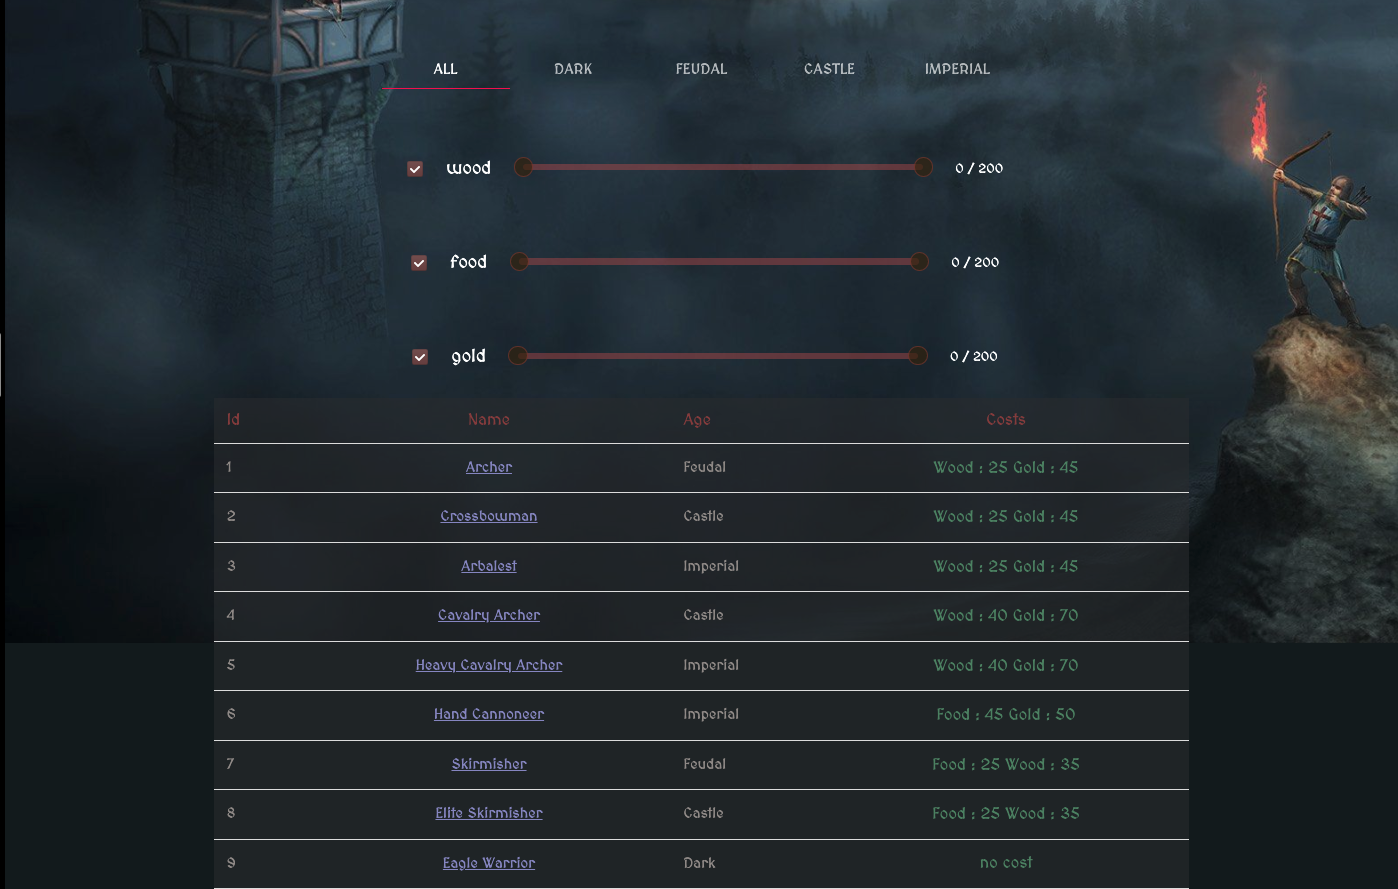 ALL DARK FEUDAL CASTLE IMPERIAL
wood 0 / 200
food 0 / 200
gold 0 / 200
Id Name Age Costs
1 Archer Feudal Wood : 25 Gold : 45
2 Crossbowman Castle Wood : 25 Gold : 45
3 Arbalest Imperial Wood : 25 Gold : 45
4 Cavalry Archer Castle Wood : 40 Gold : 70
5 Heavy Cavalry Archer Imperial Wood : 40 Gold : 70
6 Hand Cannoneer Imperial Food : 45 Gold : 50
7 Skirmisher Feudal Food : 25 Wood : 35
8 Elite Skirmisher Castle Food : 25 Wood : 35
9 Eagle Warrior Dark no cost